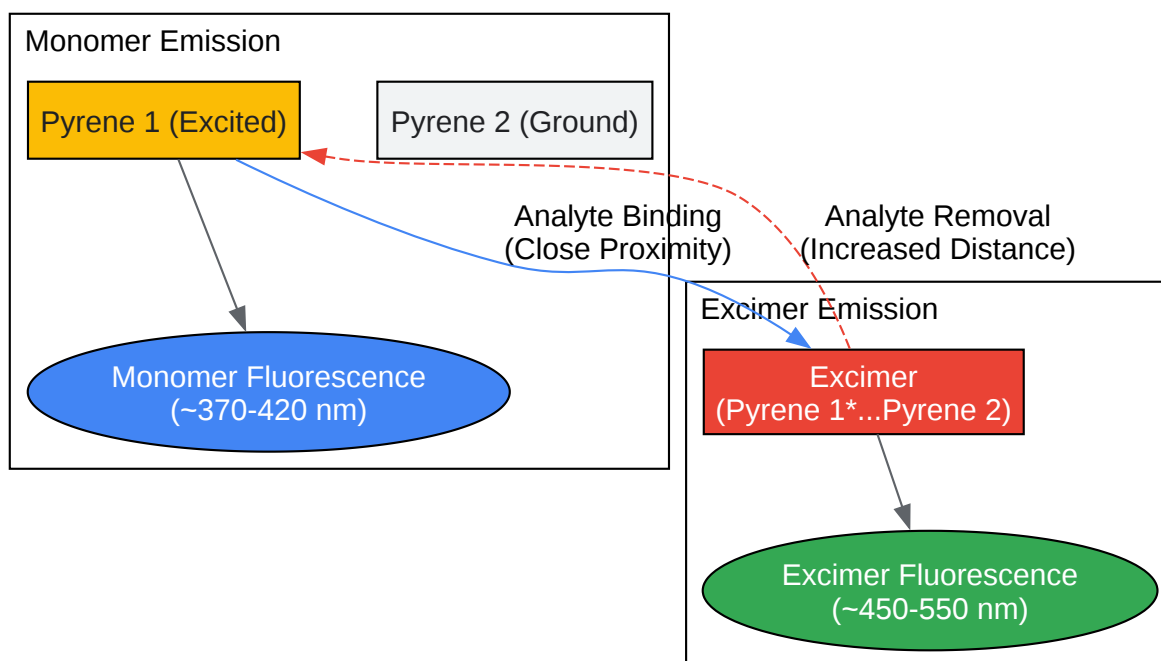 Monomer Emission
Pyrene 1 (Excited)
Pyrene 2 (Ground)
Analyte Binding
(Close Proximity)
Analyte Removal
(Increased Distance)
Excimer Emission
Monomer Fluorescence
(~370-420 nm)
Excimer
(Pyrene 1*...Pyrene 2)
Excimer Fluorescence
(~450-550 nm)